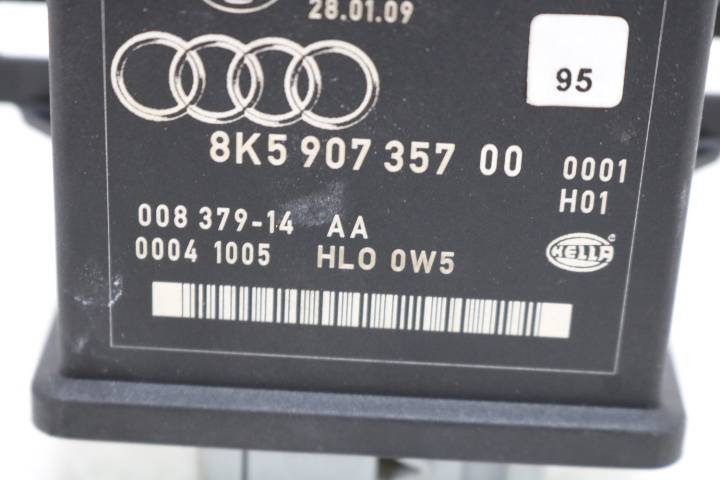 28.01.09
95
8K5 907 357 00 0001
H01
008 379-14 AA
0004 1005 HLO 0W5
HELLA